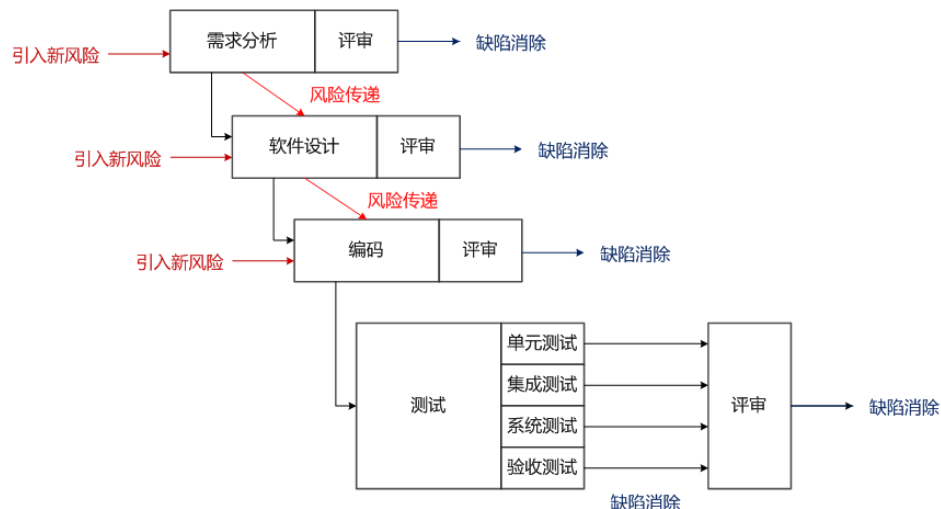 需求分析
评审
缺陷消除
引入新风险
风险传递
软件设计
评审
缺陷消除
引入新风险
风险传递
编码
评审
缺陷消除
引入新风险
测试
单元测试
集成测试
系统测试
验收测试
评审
缺陷消除
缺陷消除